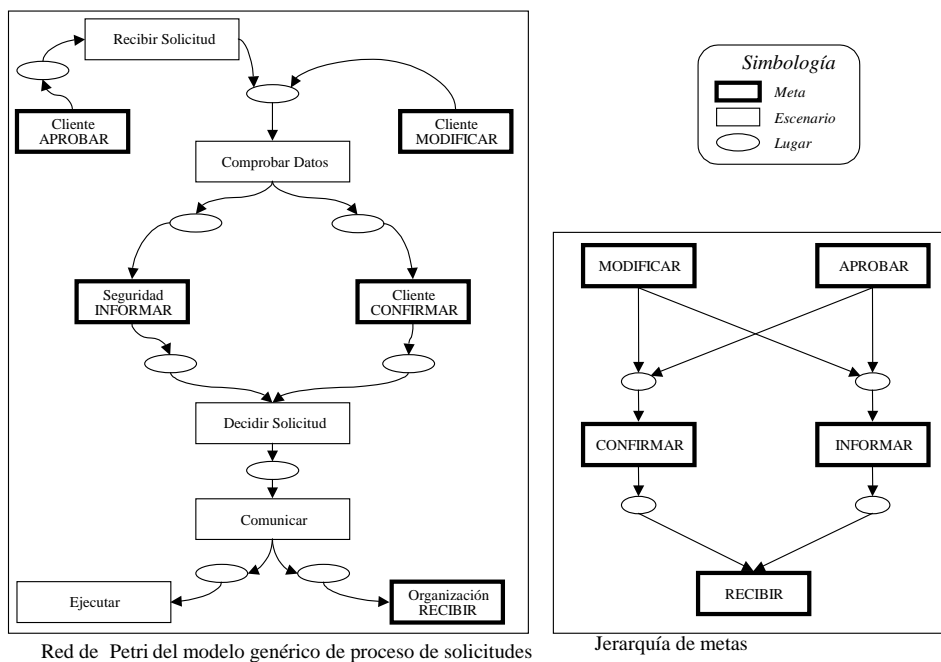 Recibir Solicitud
Cliente
APROBAR
Cliente
MODIFICAR
Comprobar Datos
Seguridad
INFORMAR
Cliente
CONFIRMAR
Decidir Solicitud
Comunicar
Ejecutar
Organización
RECIBIR
Red de Petri del modelo genérico de proceso de solicitudes
Simbología
Meta
Escenario
Lugar
MODIFICAR
APROBAR
CONFIRMAR
INFORMAR
RECIBIR
Jerarquía de metas